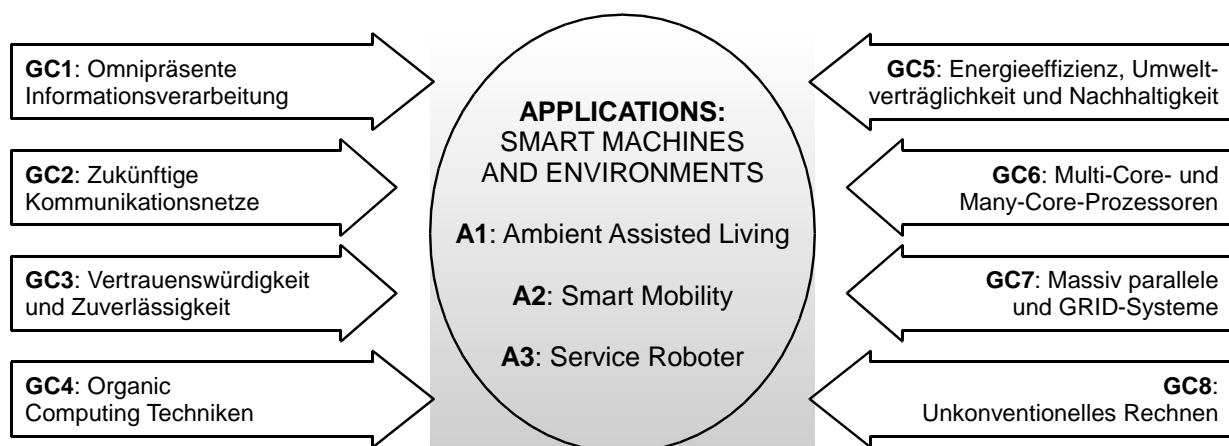 GC1: Omnipräsente
Informationsverarbeitung
GC2: Zukünftige
Kommunikationsnetze
GC3: Vertrauenswürdigkeit
und Zuverlässigkeit
GC4: Organic
Computing Techniken
APPLICATIONS:
SMART MACHINES
AND ENVIRONMENTS
A1: Ambient Assisted Living
A2: Smart Mobility
A3: Service Roboter
GC5: Energieeffizienz, Umwelt-
verträglichkeit und Nachhaltigkeit
GC6: Multi-Core- und
Many-Core-Prozessoren
GC7: Massiv parallele
und GRID-Systeme
GC8:
Unkonventionelles Rechnen